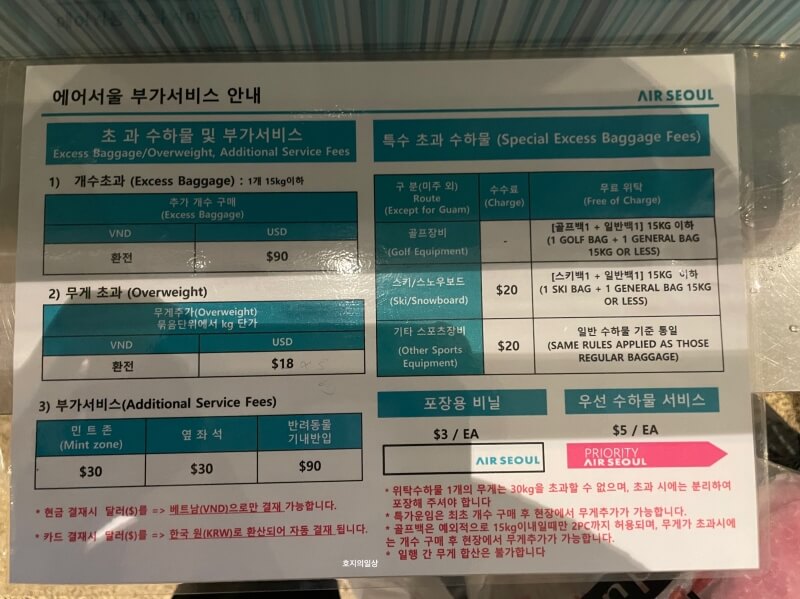 에어서울 부가서비스 안내
AIR SEOUL
초 과 수하물 및 부가서비스
Excess Baggage/Overweight, Additional Service Fees
1) 개수초과 (Excess Baggage) : 1개 15kg이하
추가 개수 구매
(Excess Baggage)
VND USD
환전 $90
2) 무게 초과 (Overweight)
무게추가(Overweight)
묶음단위에서 kg 단가
VND USD
환전 $18
3) 부가서비스(Additional Service Fees)
민 트 존
(Mint zone)
옆 좌 석
반려동물
기내반입
$30 $30 $90
* 현금 결재시 달러($)를 => 베트남(VND)으로만 결재 가능합니다.
* 카드 결재시 달러($)를 => 한국 원(KRW)로 환산되어 자동 결재 됩니다.
특수 초과 수하물 (Special Excess Baggage Fees)
구 분(미주 외)
Route
(Except for Guam)
수수료
(Charge)
무료 위탁
(Free of Charge)
골프장비
(Golf Equipment)
-
[골프백1 + 일반백1] 15KG 이하
(1 GOLF BAG + 1 GENERAL BAG
15KG OR LESS)
스키/스노우보드
(Ski/Snowboard)
$20
[스키백1 + 일반백1] 15KG 이하
(1 SKI BAG + 1 GENERAL BAG 15KG
OR LESS)
기타 스포츠장비
(Other Sports
Equipment)
$20
일반 수하물 기준 통일
(SAME RULES APPLIED AS THOSE
REGULAR BAGGAGE)
포장용 비닐
$3 / EA
AIR SEOUL
우선 수하물 서비스
$5 / EA
PRIORITY
AIR SEOUL
* 위탁수하물 1개의 무게는 30kg을 초과할 수 없으며, 초과 시에는 분리하여
포장해 주셔야 합니다
* 특가운임은 최초 개수 구매 후 현장에서 무게추가가 가능합니다.
* 골프백은 예외적으로 15kg이내일때만 2PC까지 허용되며, 무게가 초과시에
는 개수 구매 후 현장에서 무게추가가 가능합니다.
* 일행 간 무게 합산은 불가합니다
호지의일상